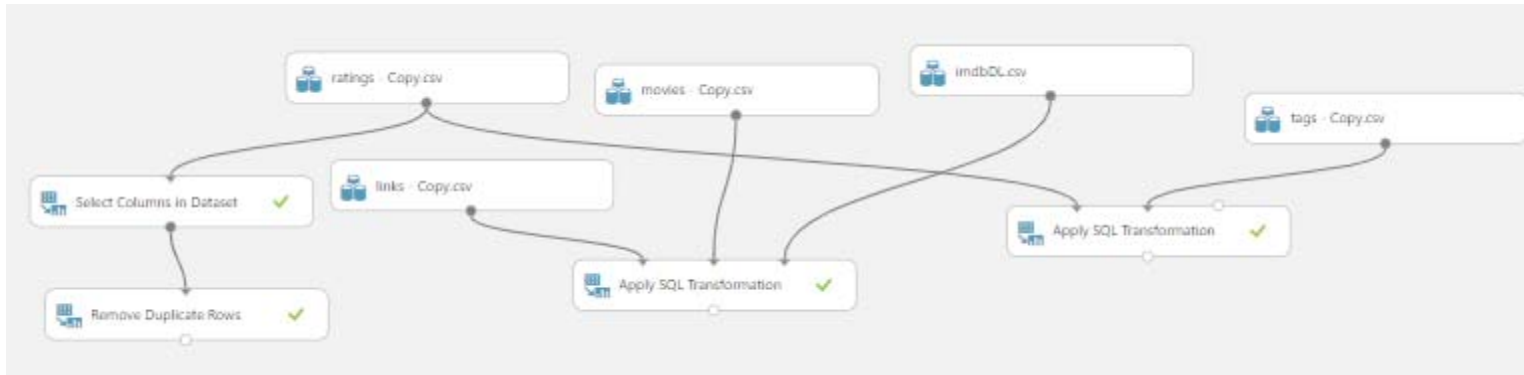 ratings - Copy.csv
movies - Copy.csv
imdbDL.csv
tags - Copy.csv
Select Columns in Dataset
links - Copy.csv
Apply SQL Transformation
Apply SQL Transformation
Remove Duplicate Rows